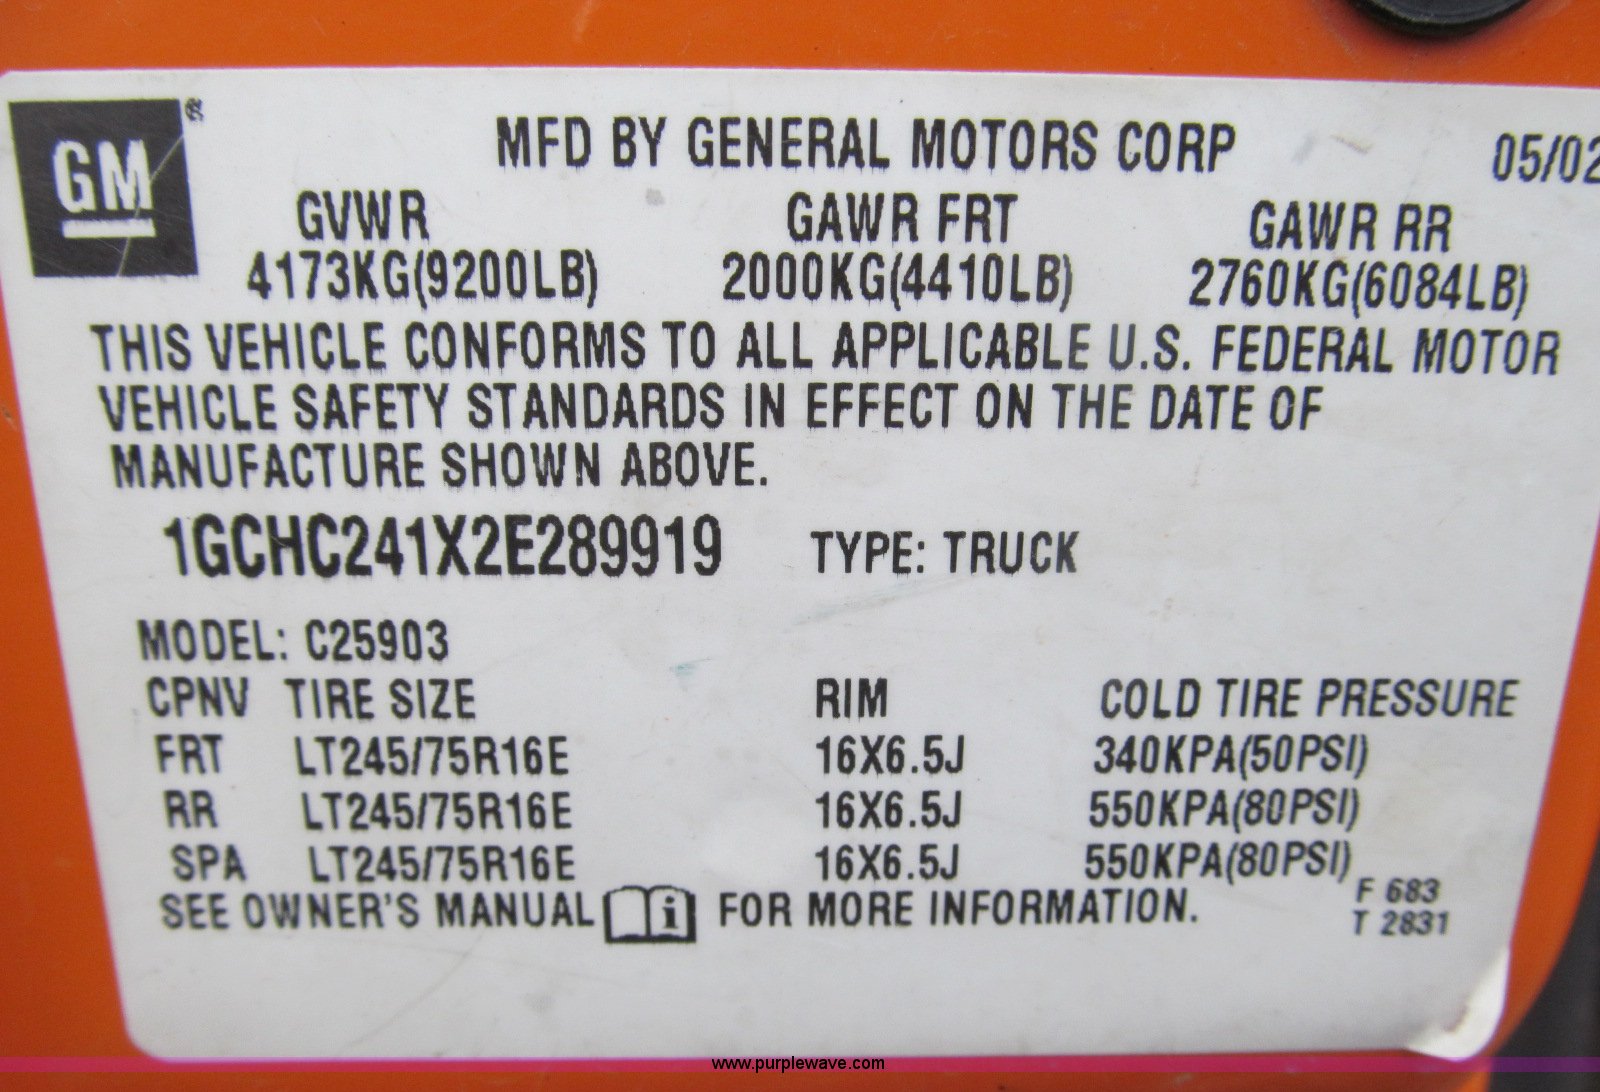 GM ®
MFD BY GENERAL MOTORS CORP 05/02
GVWR GAWR FRT GAWR RR
4173KG(9200LB) 2000KG(4410LB) 2760KG(6084LB)
THIS VEHICLE CONFORMS TO ALL APPLICABLE U.S. FEDERAL MOTOR
VEHICLE SAFETY STANDARDS IN EFFECT ON THE DATE OF
MANUFACTURE SHOWN ABOVE.
1GCHC241X2E289919 TYPE: TRUCK
MODEL: C25903
CPNV TIRE SIZE RIM COLD TIRE PRESSURE
FRT LT245/75R16E 16X6.5J 340KPA(50PSI)
RR LT245/75R16E 16X6.5J 550KPA(80PSI)
SPA LT245/75R16E 16X6.5J 550KPA(80PSI)
SEE OWNER'S MANUAL i FOR MORE INFORMATION.
F 683
T 2831
www.purplewave.com